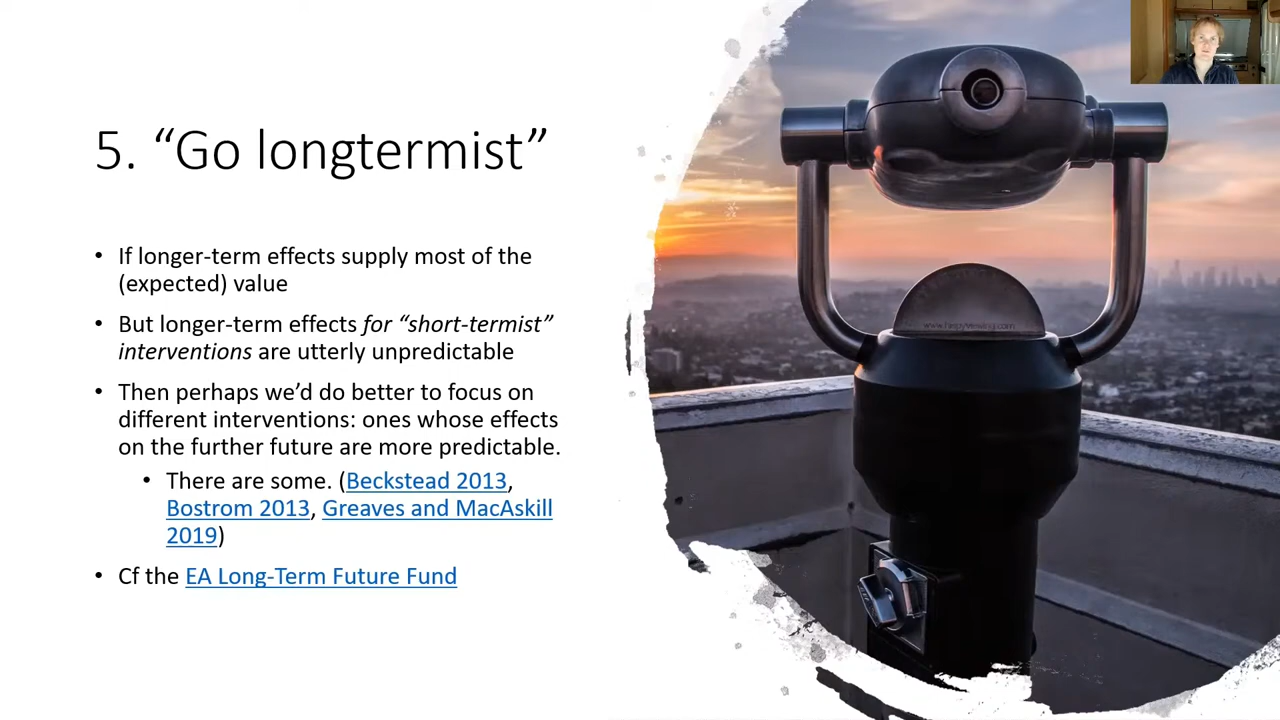 5. “Go longtermist”
• If longer-term effects supply most of the
(expected) value
• But longer-term effects for “short-termist”
interventions are utterly unpredictable
• Then perhaps we’d do better to focus on
different interventions: ones whose effects
on the further future are more predictable.
• There are some. (Beckstead 2013,
Bostrom 2013, Greaves and MacAskill
2019)
• Cf the EA Long-Term Future Fund